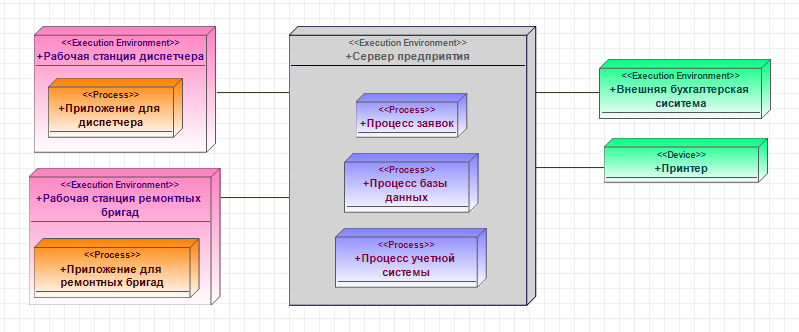 <<Execution Environment>>
+Рабочая станция диспетчера
<<Process>>
+Приложение для
диспетчера
<<Execution Environment>>
+Рабочая станция ремонтных
бригад
<<Process>>
+Приложение для
ремонтных бригад
<<Execution Environment>>
+Сервер предприятия
<<Process>>
+Процесс заявок
<<Process>>
+Процесс базы
данных
<<Process>>
+Процесс учетной
системы
<<Execution Environment>>
+Внешняя бухгалтерская
сиситема
<<Device>>
+Принтер